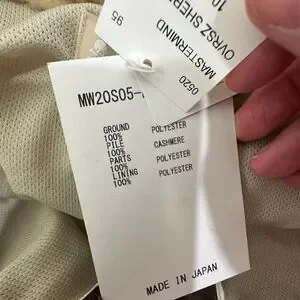 95
OVRSZ SHER
10
MASTERMIND
0520
MW20S05-
GROUND POLYESTER
100%
PILE CASHMERE
100%
PARTS POLYESTER
100%
LINING POLYESTER
100%
MADE IN JAPAN